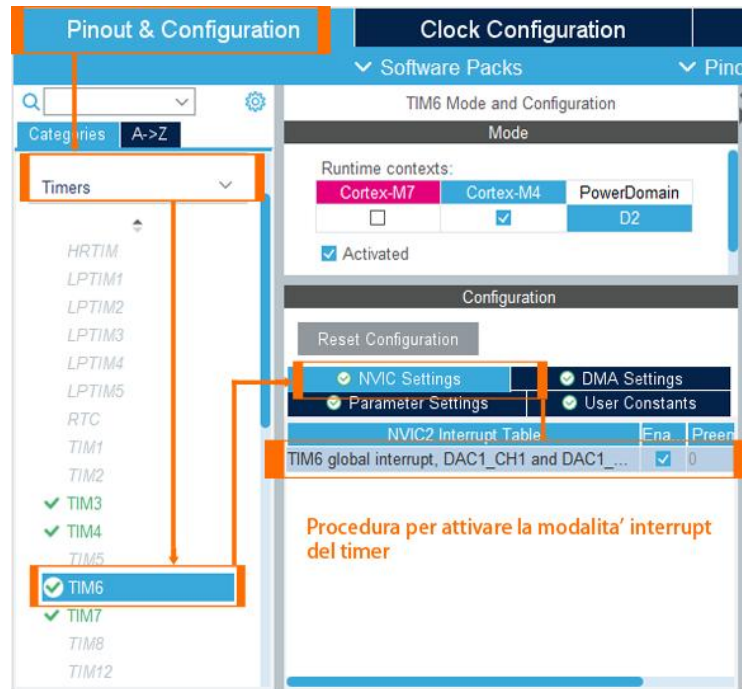 Pinout & Configuration
Clock Configuration
Software Packs
Pinc
Categories
A->Z
Timers
HRTIM
LPTIM1
LPTIM2
LPTIM3
LPTIM4
LPTIM5
RTC
TIM1
TIM2
TIM3
TIM4
TIM5
TIM6
TIM7
TIM8
TIM12
TIM6 Mode and Configuration
Mode
Runtime contexts:
Cortex-M7 Cortex-M4 PowerDomain
D2
Activated
Configuration
Reset Configuration
NVIC Settings
DMA Settings
Parameter Settings
User Constants
NVIC2 Interrupt Table Ena... Preem
TIM6 global interrupt, DAC1_CH1 and DAC1_... 0
Procedura per attivare la modalita' interrupt
del timer